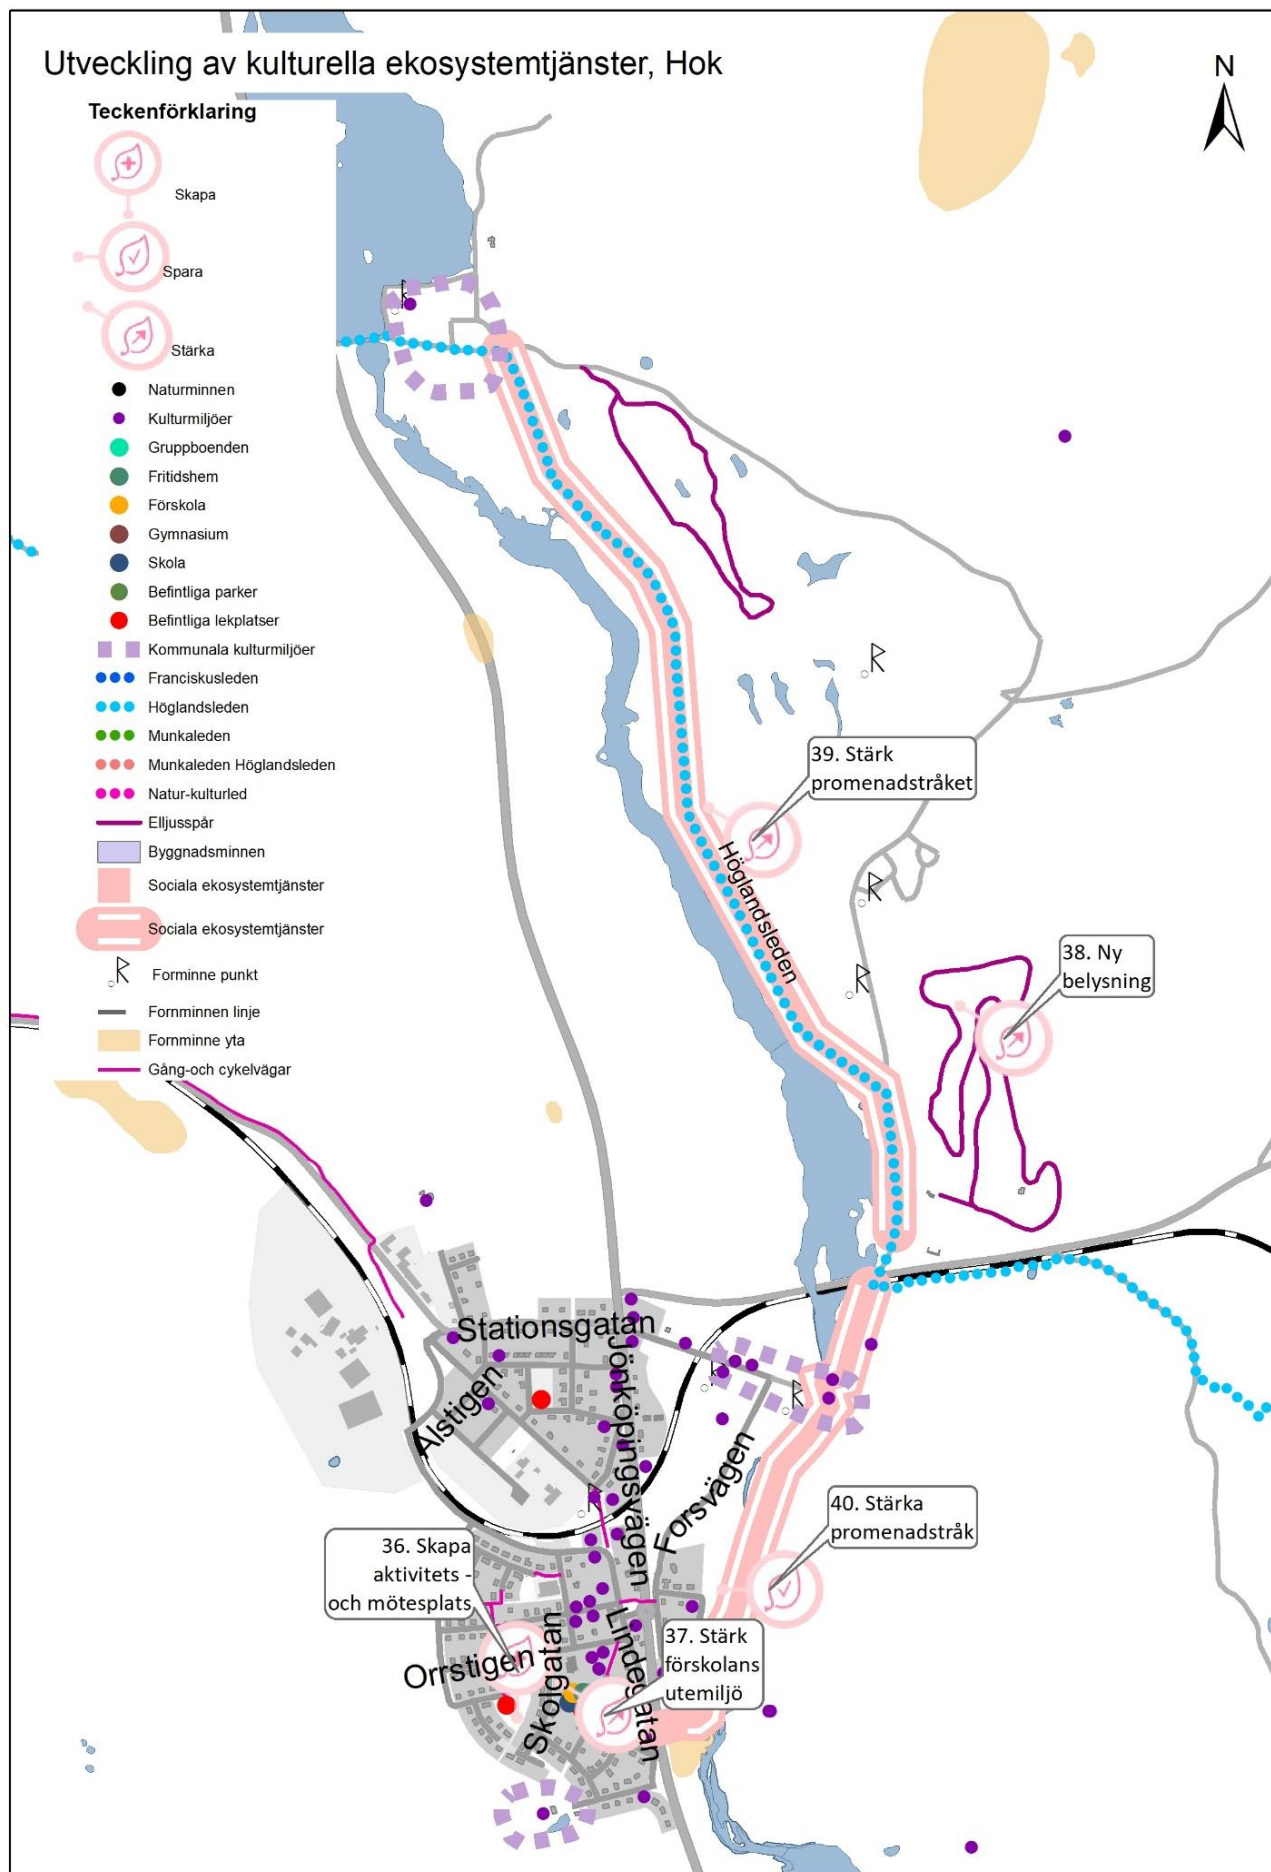 Utveckling av kulturella ekosystemtjänster, Hok
N
Teckenförklaring
Skapa
Spara
Stärka
Naturminnen
Kulturmiljöer
Gruppboenden
Fritidshem
Förskola
Gymnasium
Skola
Befintliga parker
Befintliga lekplatser
Kommunala kulturmiljöer
Franciskusleden
Höglandsleden
Munkaleden
Munkaleden Höglandsleden
Natur-kulturled
Elljusspår
Byggnadsminnen
Sociala ekosystemtjänster
Sociala ekosystemtjänster
Forminne punkt
Fornminnen linje
Fornminne yta
Gång-och cykelvägar
39. Stärk
promenadstråket
Höglandsleden
38. Ny
belysning
Stationsgatan
Älstigen
Jönköpingsvägen
Forsvägen
40. Stärka
promenadstråk
36. Skapa
aktivitets -
och mötesplats
37. Stärk
förskolans
utemiljö
Orrstigen
Skolgatan
Lindegatan